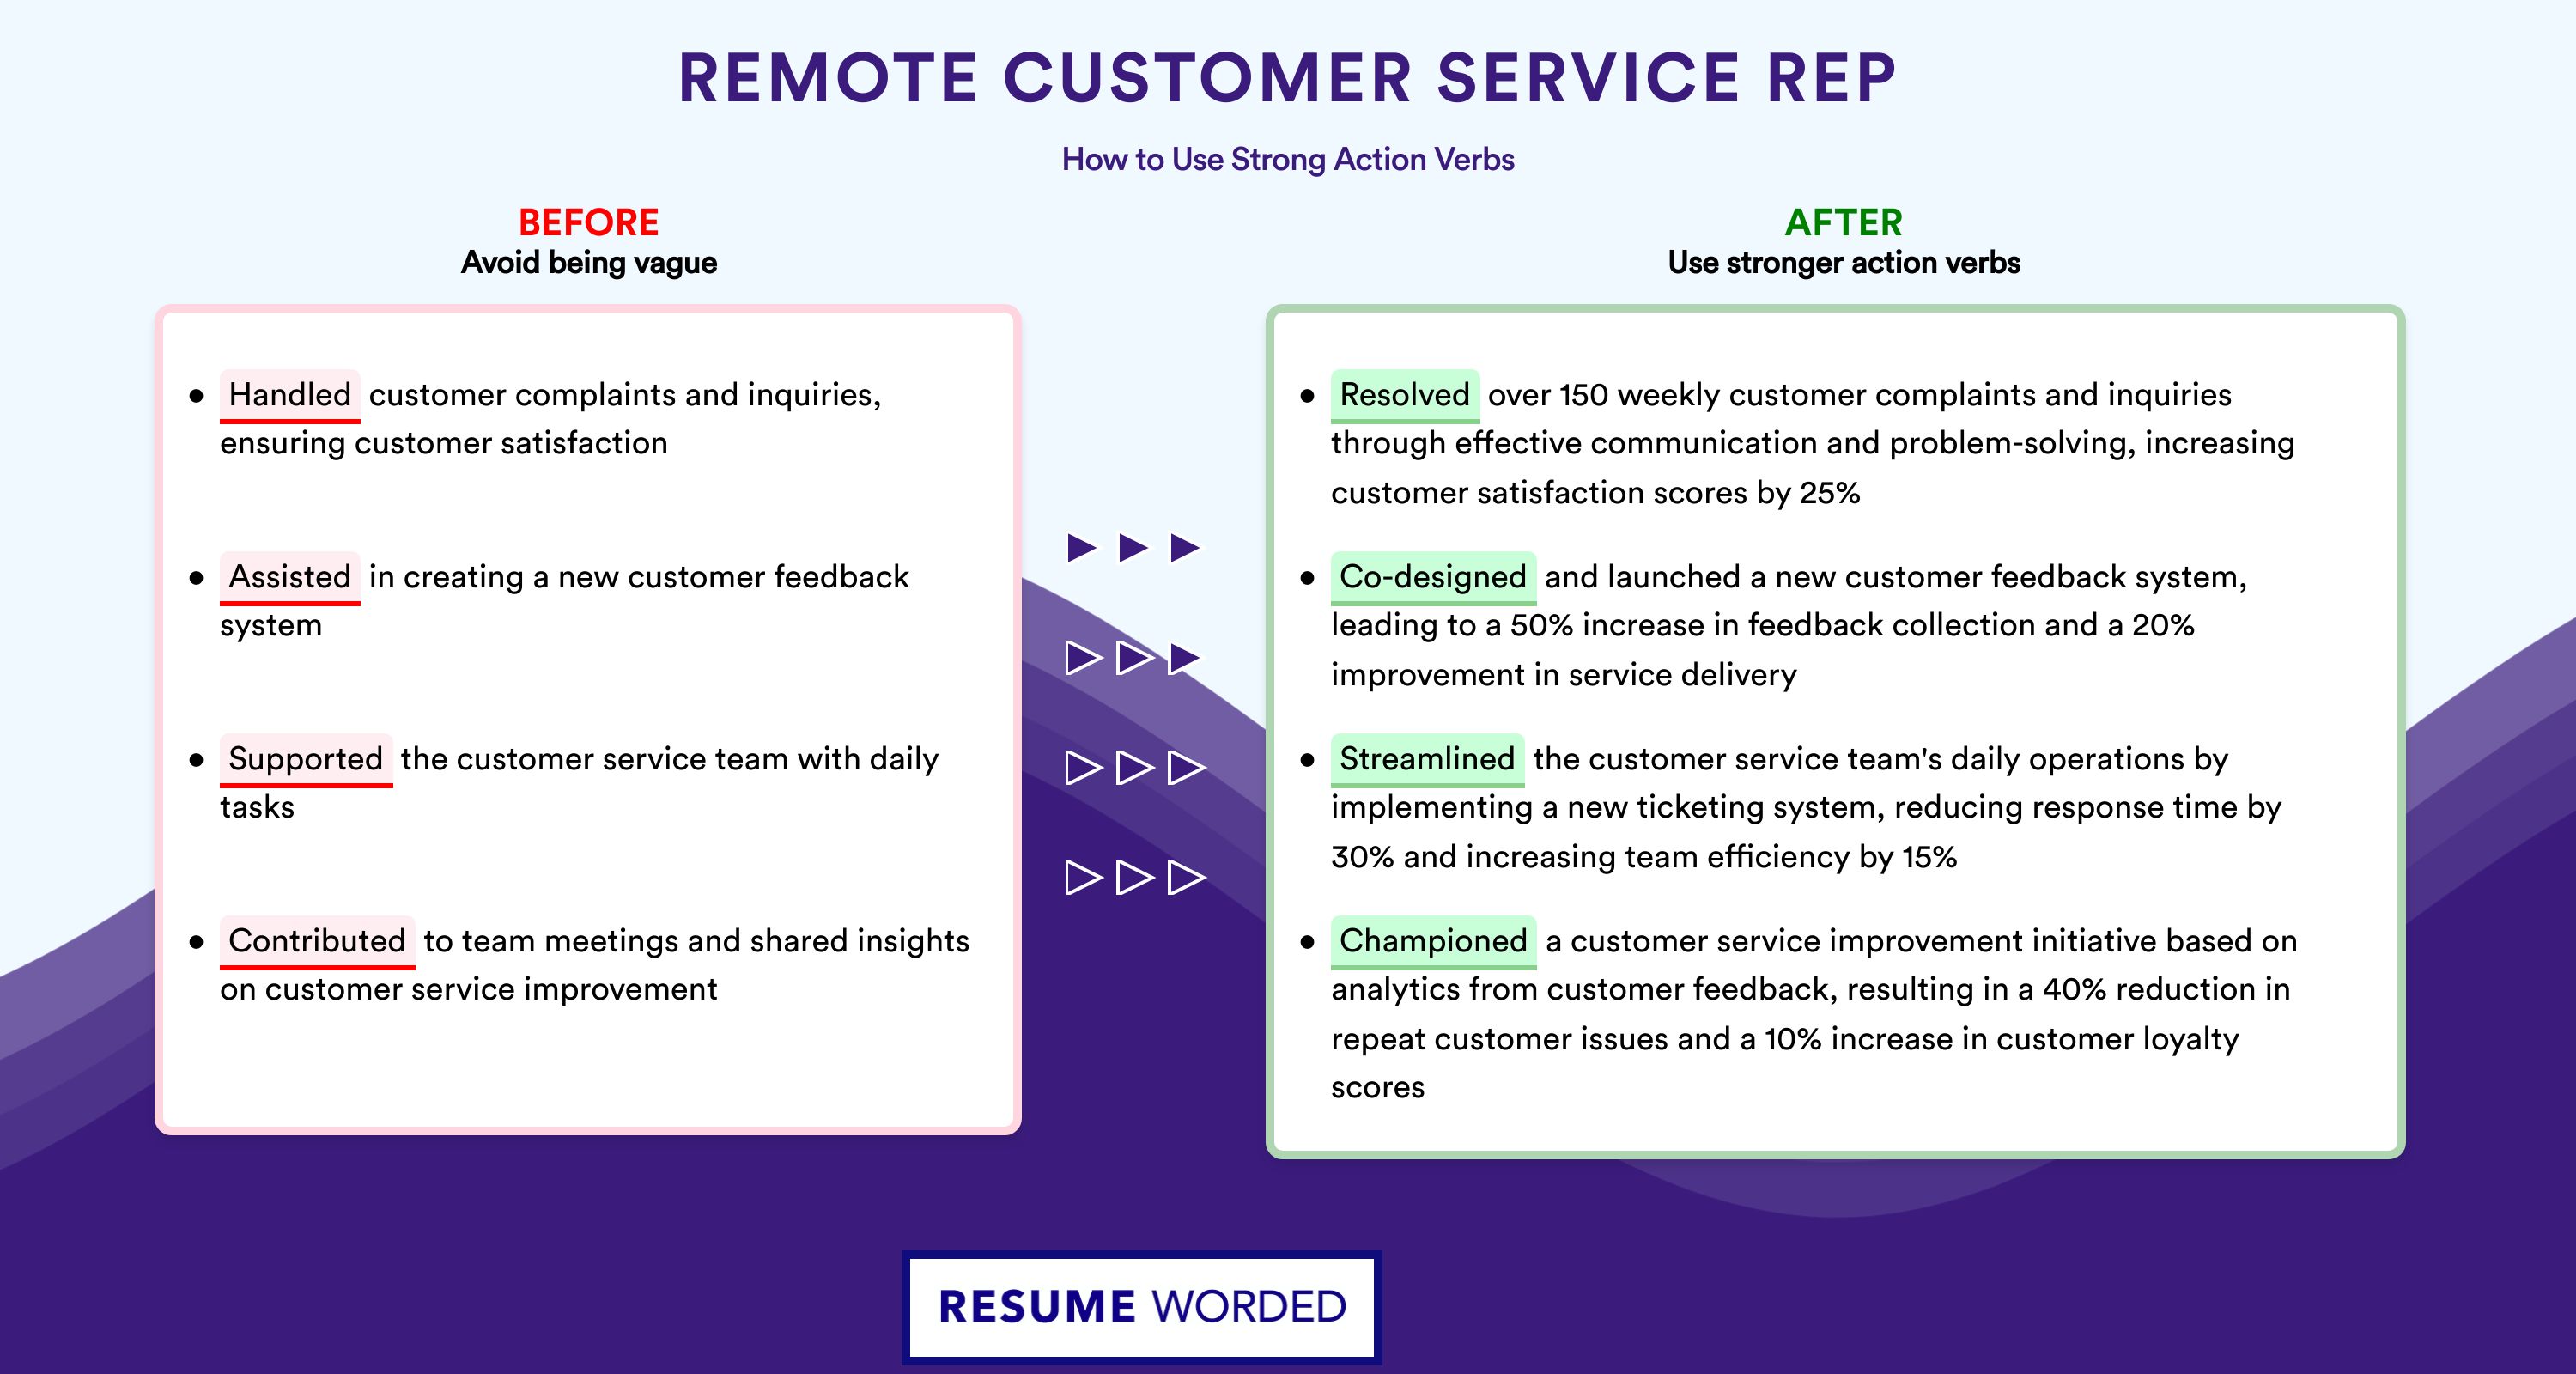 REMOTE CUSTOMER SERVICE REP
How to Use Strong Action Verbs
BEFORE
Avoid being vague
Handled customer complaints and inquiries,
ensuring customer satisfaction
Assisted in creating a new customer feedback
system
Supported the customer service team with daily
tasks
Contributed to team meetings and shared insights
on customer service improvement
AFTER
Use stronger action verbs
Resolved over 150 weekly customer complaints and inquiries
through effective communication and problem-solving, increasing
customer satisfaction scores by 25%
Co-designed and launched a new customer feedback system,
leading to a 50% increase in feedback collection and a 20%
improvement in service delivery
Streamlined the customer service team's daily operations by
implementing a new ticketing system, reducing response time by
30% and increasing team efficiency by 15%
Championed a customer service improvement initiative based on
analytics from customer feedback, resulting in a 40% reduction in
repeat customer issues and a 10% increase in customer loyalty
scores
RESUME WORDED